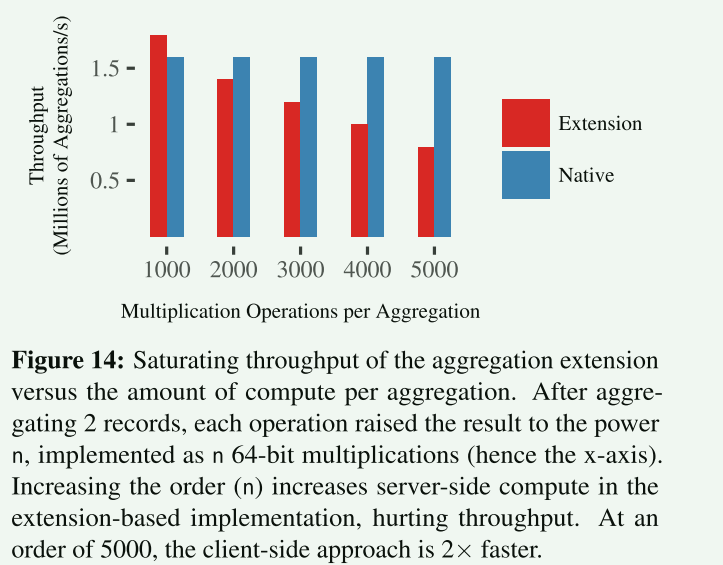 Throughput
(Millions of Aggregations/s)
1.5
1
0.5
1000 2000 3000 4000 5000
Multiplication Operations per Aggregation
Extension
Native
Figure 14: Saturating throughput of the aggregation extension
versus the amount of compute per aggregation. After aggre-
gating 2 records, each operation raised the result to the power
n, implemented as n 64-bit multiplications (hence the x-axis).
Increasing the order (n) increases server-side compute in the
extension-based implementation, hurting throughput. At an
order of 5000, the client-side approach is 2× faster.